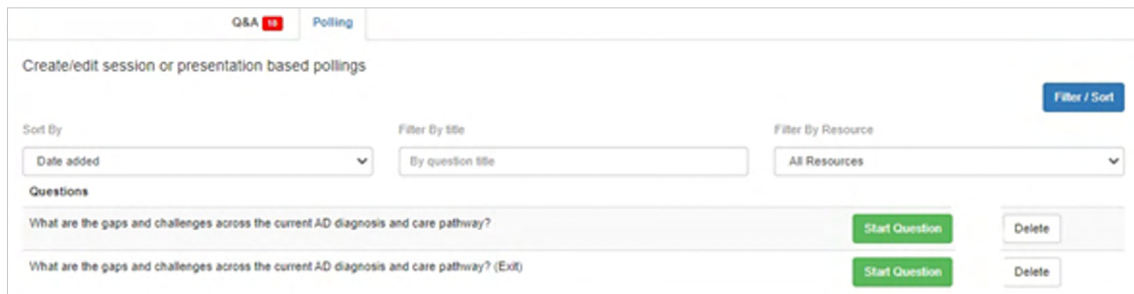 Q&A 18 Polling
Create/edit session or presentation based pollings
Filter / Sort
Sort By Filter By title Filter By Resource
Date added By question title All Resources
Questions
What are the gaps and challenges across the current AD diagnosis and care pathway? Start Question Delete
What are the gaps and challenges across the current AD diagnosis and care pathway? (Exit) Start Question Delete